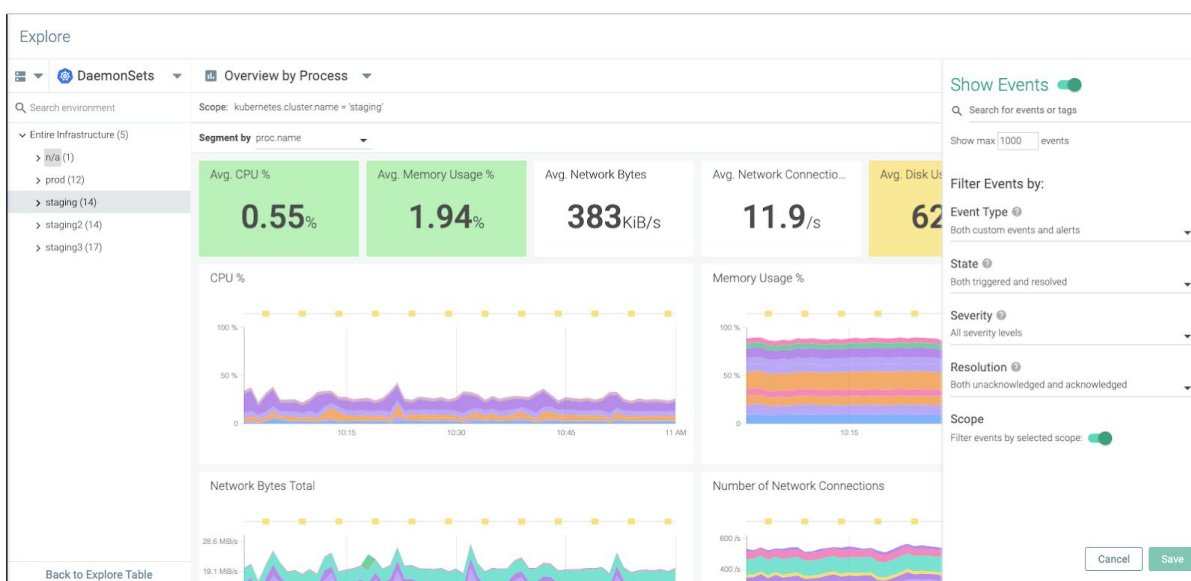 Explore
DaemonSets
Overview by Process
Search environment
Scope: kubernetes.cluster.name = 'staging'
Entire Infrastructure (5)
n/a (1)
prod (12)
staging (14)
staging2 (14)
staging3 (17)
Segment by proc.name
Avg. CPU %
0.55%
Avg. Memory Usage %
1.94%
Avg. Network Bytes
383KiB/s
Avg. Network Connectio...
11.9/s
Avg. Disk Us
62
CPU %
100 %
50 %
0
10:15 10:30 10:45 11 AM
Memory Usage %
100 %
50 %
0
10:15
Network Bytes Total
28.6 MiB/s
19.1 MiB/s
Number of Network Connections
600 /s
400 /s
Back to Explore Table
Show Events
Search for events or tags
Show max 1000 events
Filter Events by:
Event Type
Both custom events and alerts
State
Both triggered and resolved
Severity
All severity levels
Resolution
Both unacknowledged and acknowledged
Scope
Filter events by selected scope:
Cancel Save